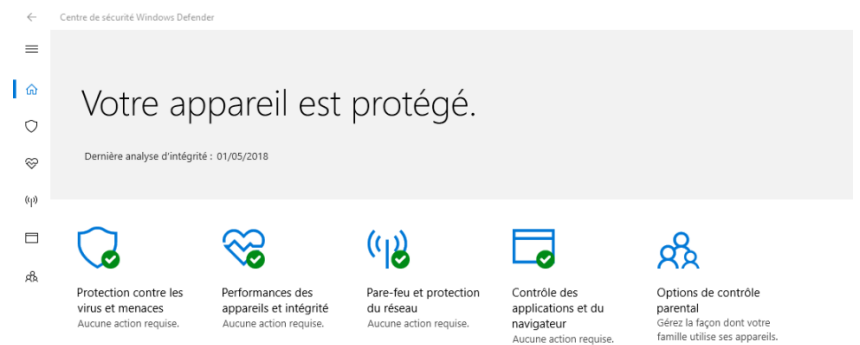 Centre de sécurité Windows Defender
Votre appareil est protégé.
Dernière analyse d'intégrité : 01/05/2018
Protection contre les
virus et menaces
Aucune action requise.
Performances des
appareils et intégrité
Aucune action requise.
Pare-feu et protection
du réseau
Aucune action requise.
Contrôle des
applications et du
navigateur
Aucune action requise.
Options de contrôle
parental
Gérez la façon dont votre
famille utilise ses appareils.